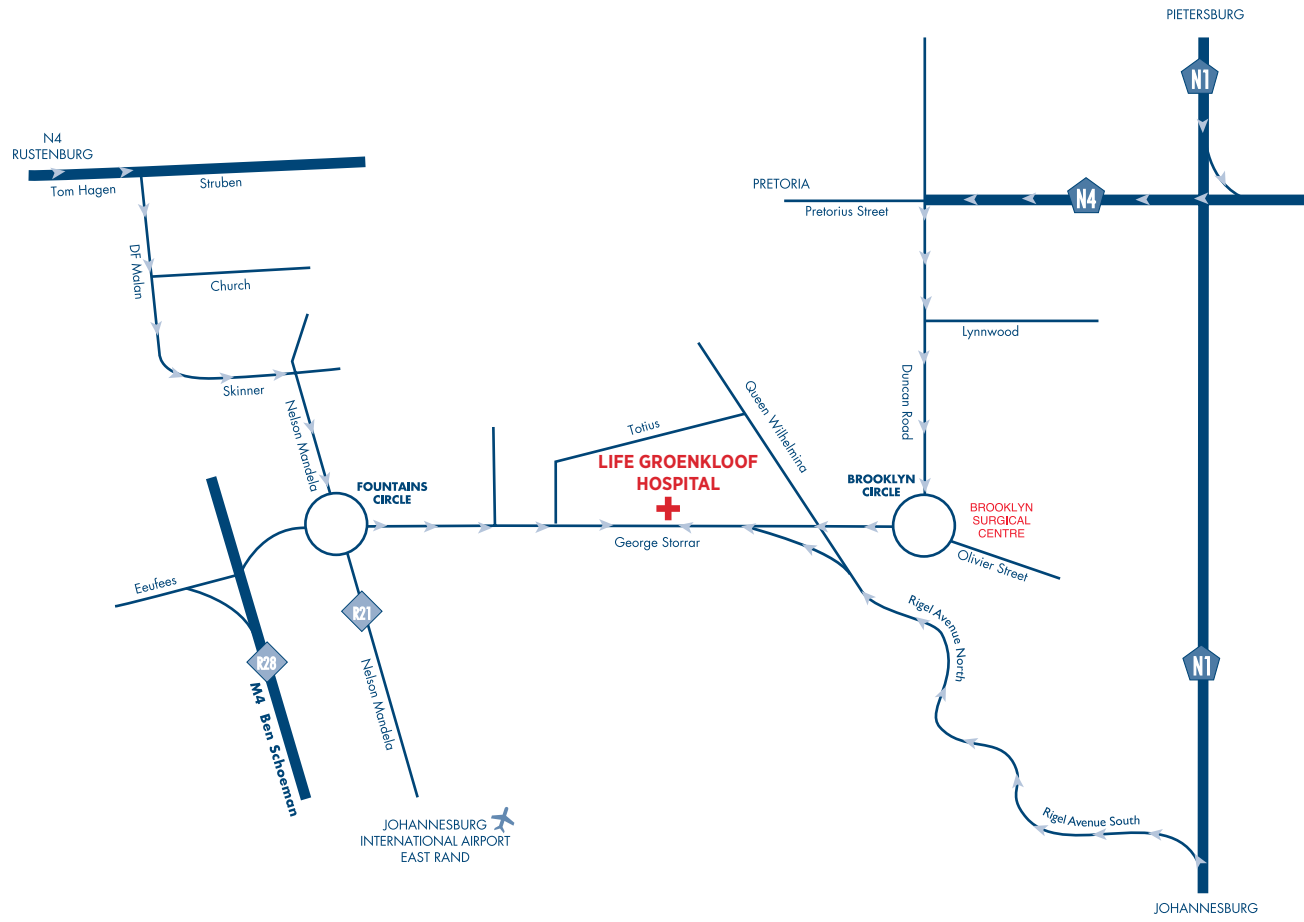 PIETERSBURG
N1
N4
RUSTENBURG
Tom Hagen
Struben
PRETORIA
Pretorius Street
N4
DF Malan
Church
Lynnwood
Skinner
Duncan Road
Queen Wilhelmina
Nelson Mandela
Totius
LIFE GROENKLOOF
HOSPITAL
FOUNTAINS
CIRCLE
BROOKLYN
CIRCLE
BROOKLYN
SURGICAL
CENTRE
George Storrar
Olivier Street
Eeufees
R21
Rigel Avenue North
R28
N1
M4 Ben Schoeman
Nelson Mandela
Rigel Avenue South
JOHANNESBURG
INTERNATIONAL AIRPORT
EAST RAND
JOHANNESBURG